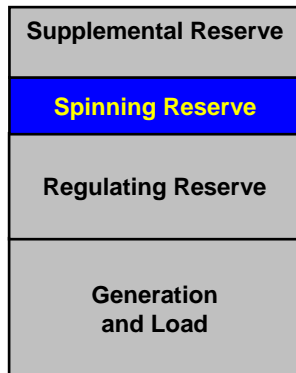 Supplemental Reserve
Spinning Reserve
Regulating Reserve
Generation
and Load